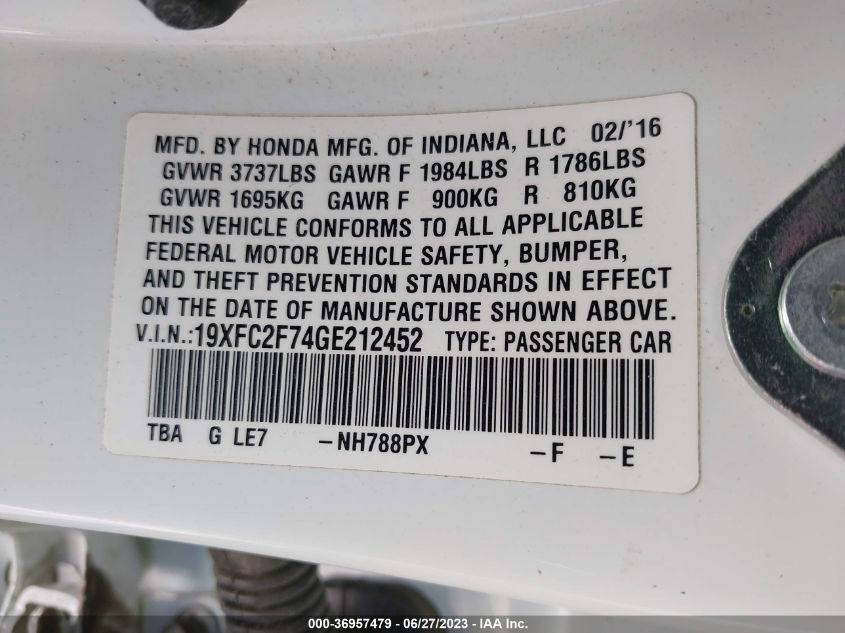 MFD. BY HONDA MFG. OF INDIANA, LLC 02/'16
GVWR 3737LBS GAWR F 1984LBS R 1786LBS
GVWR 1695KG GAWR F 900KG R 810KG
THIS VEHICLE CONFORMS TO ALL APPLICABLE
FEDERAL MOTOR VEHICLE SAFETY, BUMPER,
AND THEFT PREVENTION STANDARDS IN EFFECT
ON THE DATE OF MANUFACTURE SHOWN ABOVE.
V.I.N.:19XFC2F74GE212452 TYPE: PASSENGER CAR
TBA G LE7 -NH788PX -F -E
000-36957479 - 06/27/2023 - IAA Inc.